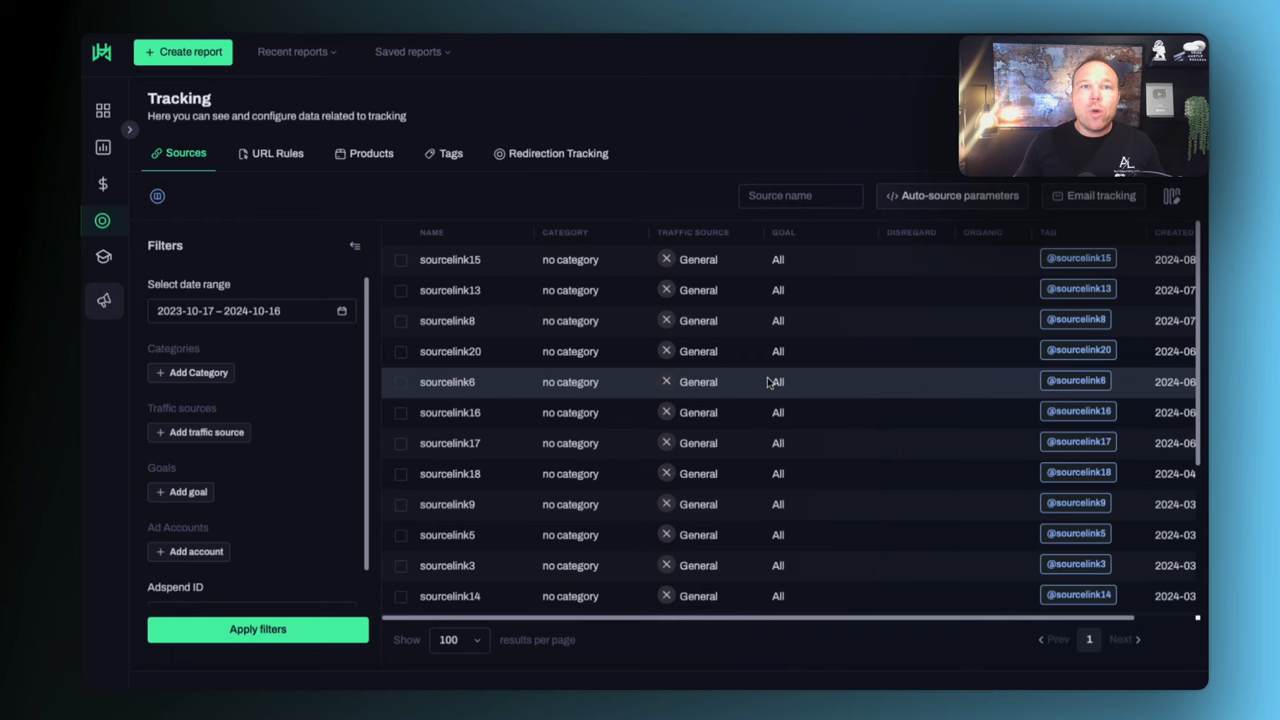 Create report
Recent reports
Saved reports
Tracking
Here you can see and configure data related to tracking
Sources
URL Rules
Products
Tags
Redirection Tracking
Source name
Auto-source parameters
Email tracking
Filters
Select date range
2023-10-17 – 2024-10-16
Categories
Add Category
Traffic sources
Add traffic source
Goals
Add goal
Ad Accounts
Add account
Adspend ID
Apply filters
NAME CATEGORY TRAFFIC SOURCE GOAL DISREGARD ORGANIC TAG CREATED
sourcelink15 no category General All @sourcelink15 2024-08
sourcelink13 no category General All @sourcelink13 2024-07
sourcelink8 no category General All @sourcelink8 2024-07
sourcelink20 no category General All @sourcelink20 2024-06
sourcelink6 no category General All @sourcelink6 2024-06
sourcelink16 no category General All @sourcelink16 2024-06
sourcelink17 no category General All @sourcelink17 2024-06
sourcelink18 no category General All @sourcelink18 2024-04
sourcelink9 no category General All @sourcelink9 2024-03
sourcelink5 no category General All @sourcelink5 2024-03
sourcelink3 no category General All @sourcelink3 2024-03
sourcelink14 no category General All @sourcelink14 2024-03
Show 100 results per page
Prev 1 Next